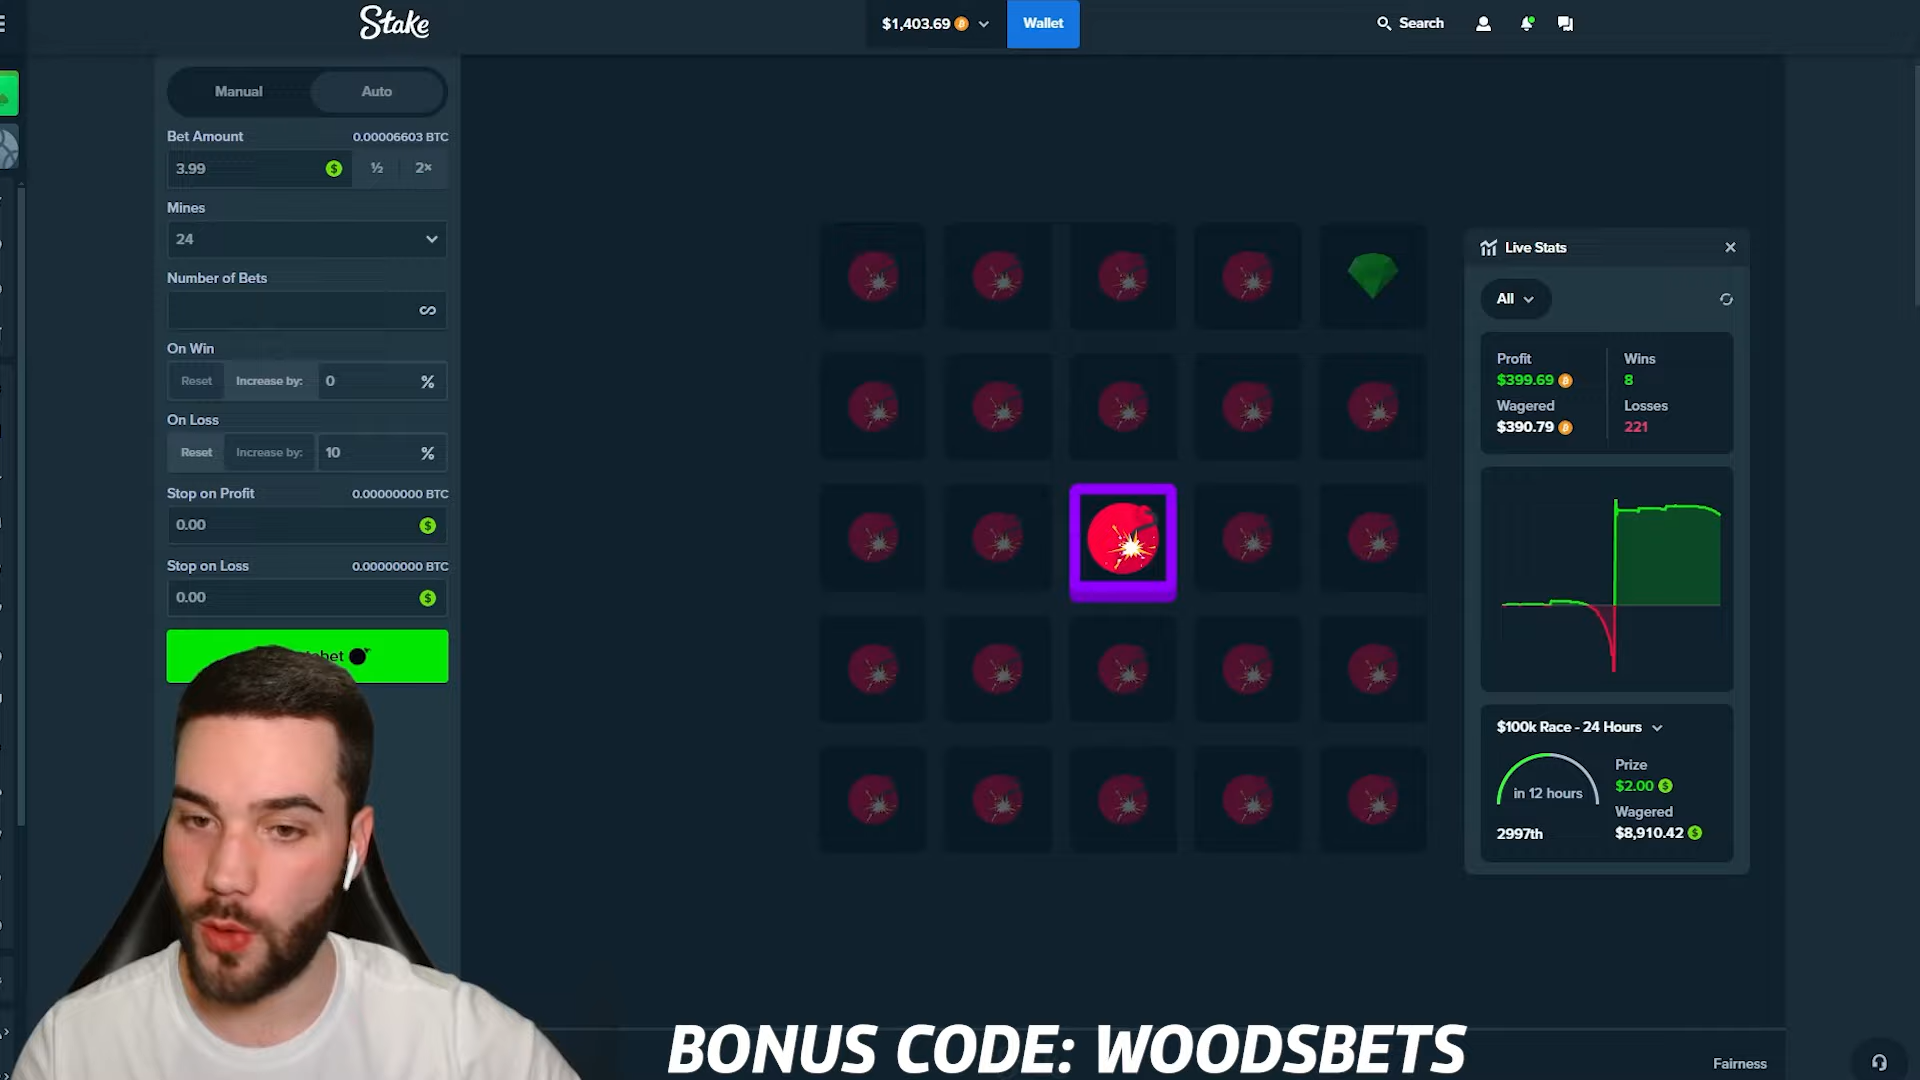 Stake
$1,403.69
Wallet
Search
Manual
Auto
Bet Amount
0.00006603 BTC
3.99
½
2×
Mines
24
Number of Bets
∞
On Win
Reset
Increase by:
0
%
On Loss
Reset
Increase by:
10
%
Stop on Profit
0.00000000 BTC
0.00
Stop on Loss
0.00000000 BTC
0.00
Live Stats
All
Profit
$399.69
Wins
8
Wagered
$390.79
Losses
221
$100k Race - 24 Hours
in 12 hours
2997th
Prize
$2.00
Wagered
$8,910.42
BONUS CODE: WOODSBETS
Fairness